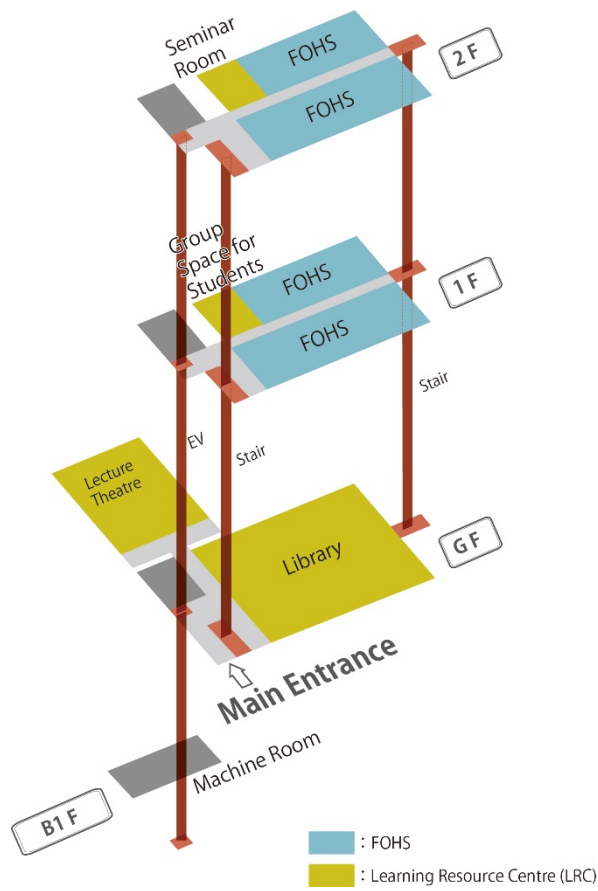 Seminar
Room
FOHS
2 F
FOHS
Group
Space for
Students
FOHS
1 F
FOHS
Stair
EV
Stair
Lecture
Theatre
Library
G F
Main Entrance
Machine Room
B1 F
: FOHS
: Learning Resource Centre (LRC)